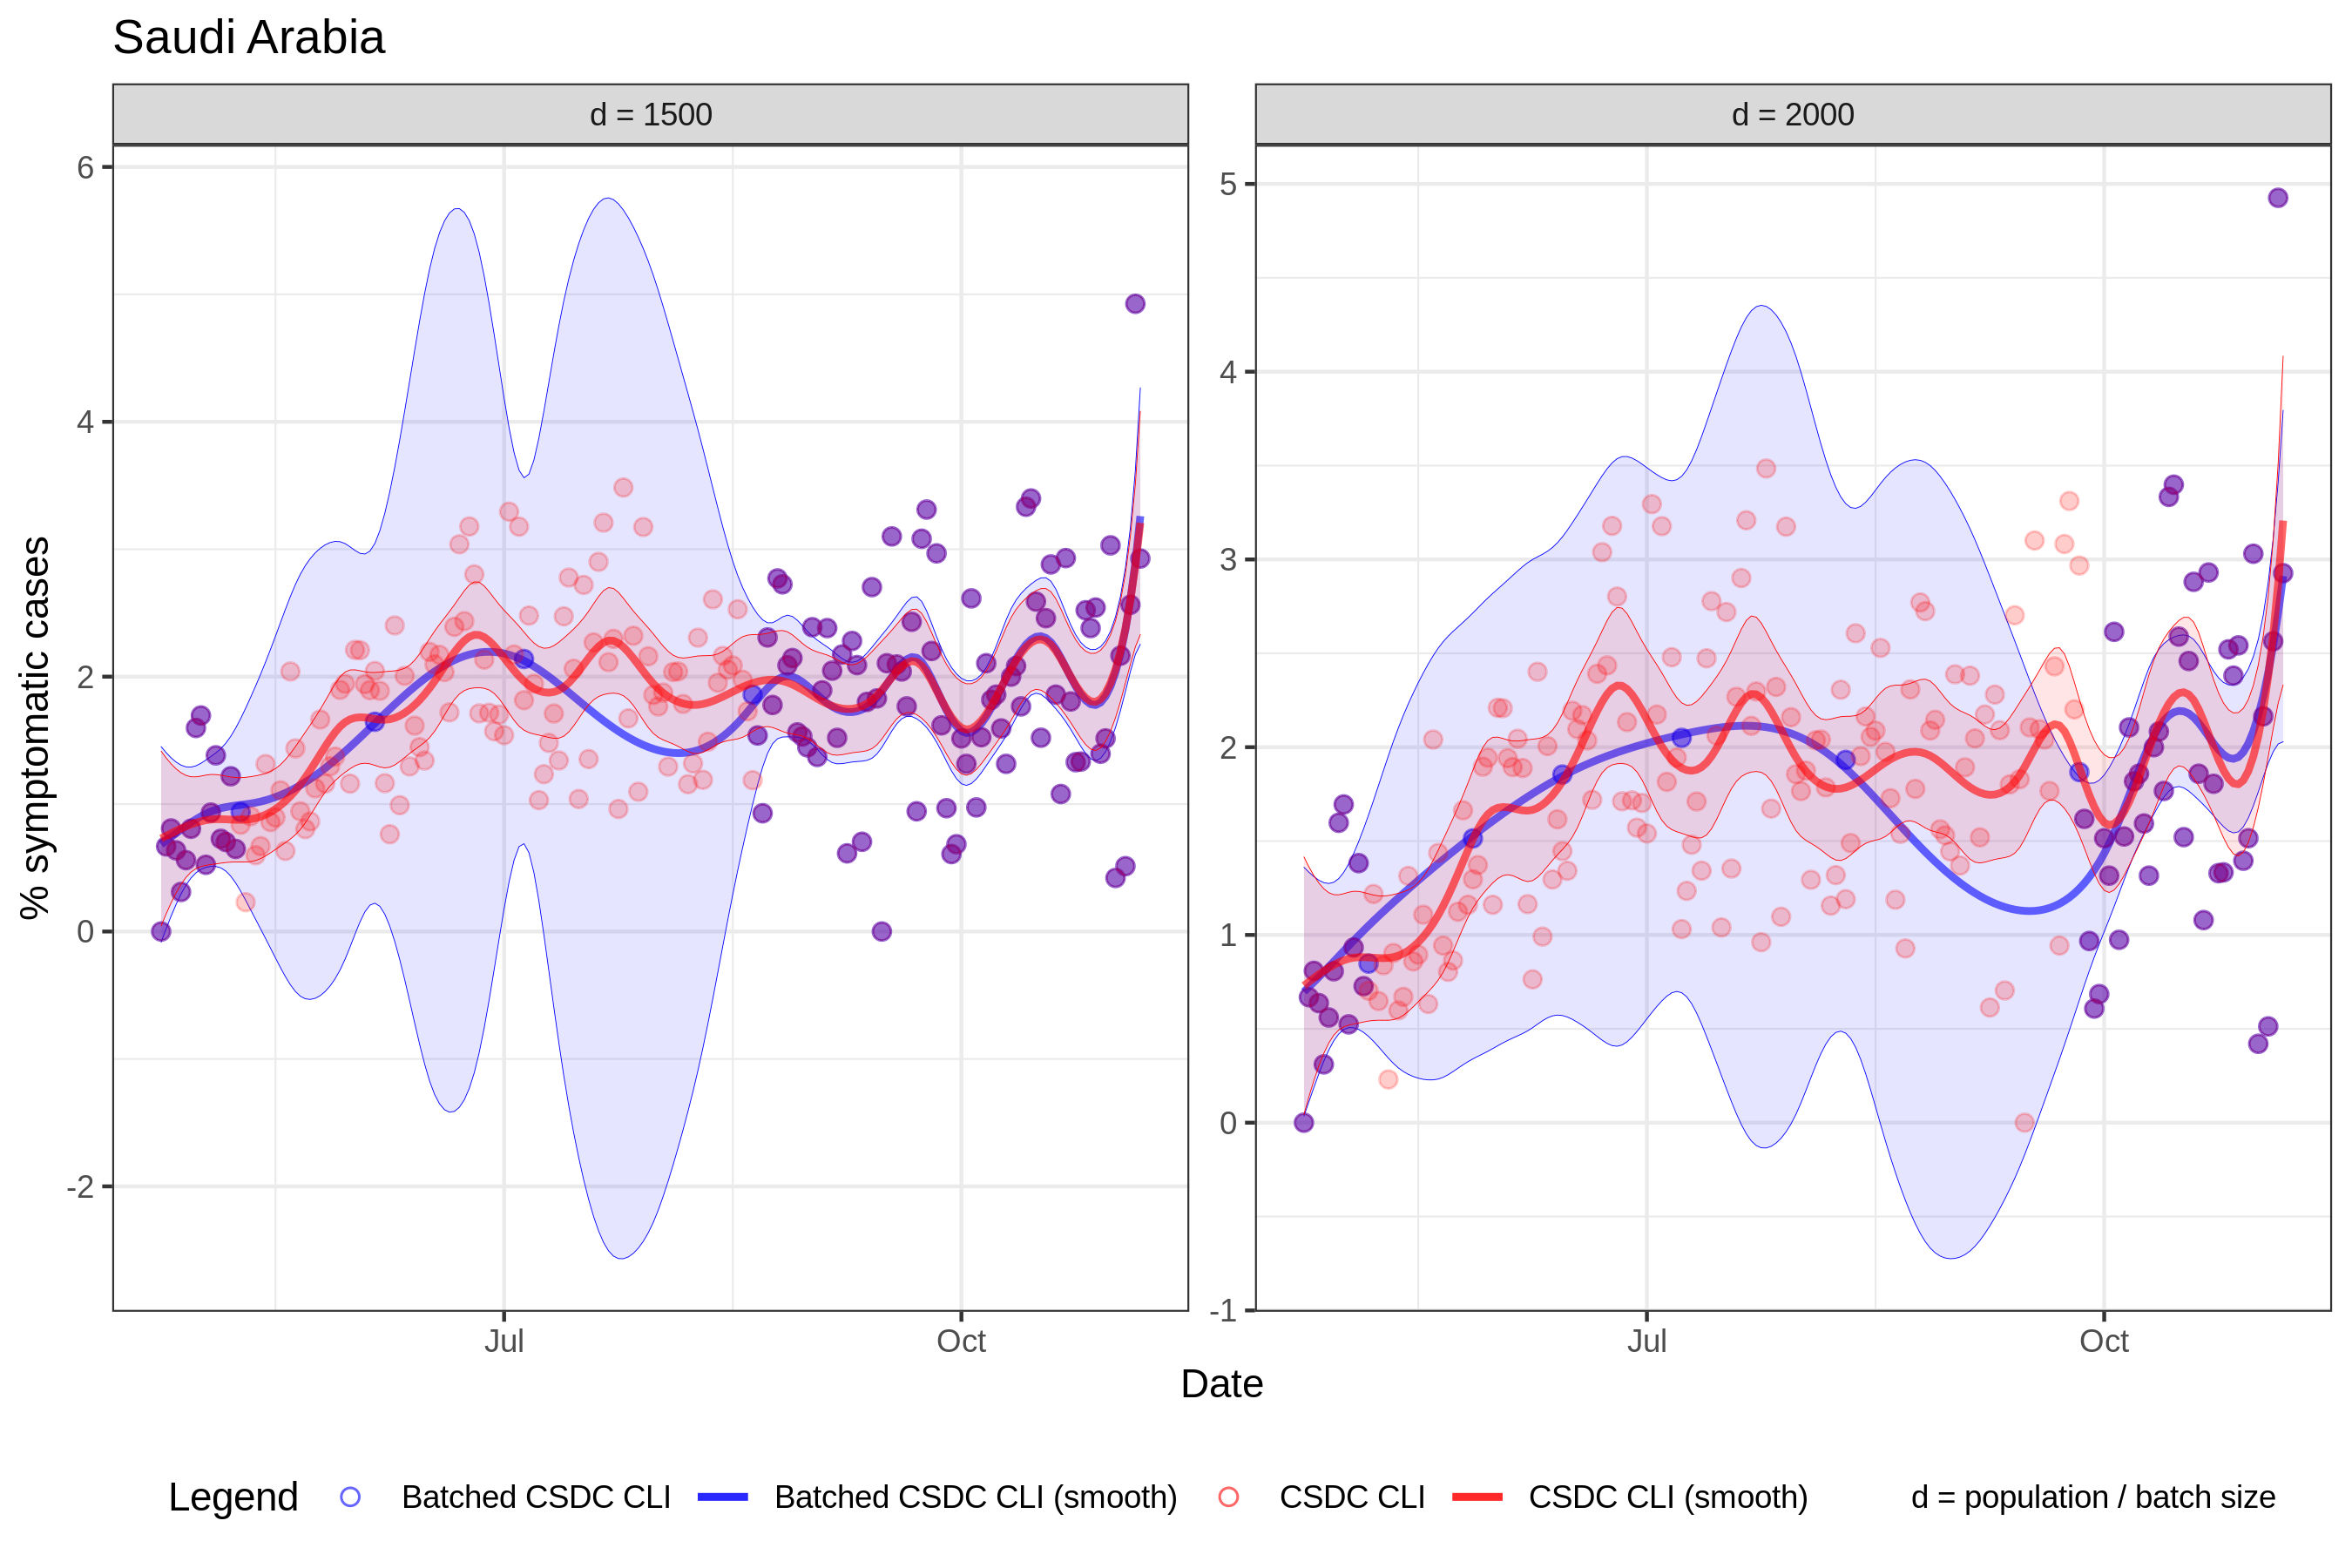 Saudi Arabia
d = 1500
d = 2000
6
4
2
0
-2
5
4
3
2
1
0
-1
% symptomatic cases
Jul
Oct
Jul
Oct
Date
Legend
Batched CSDC CLI
Batched CSDC CLI (smooth)
CSDC CLI
CSDC CLI (smooth)
d = population / batch size